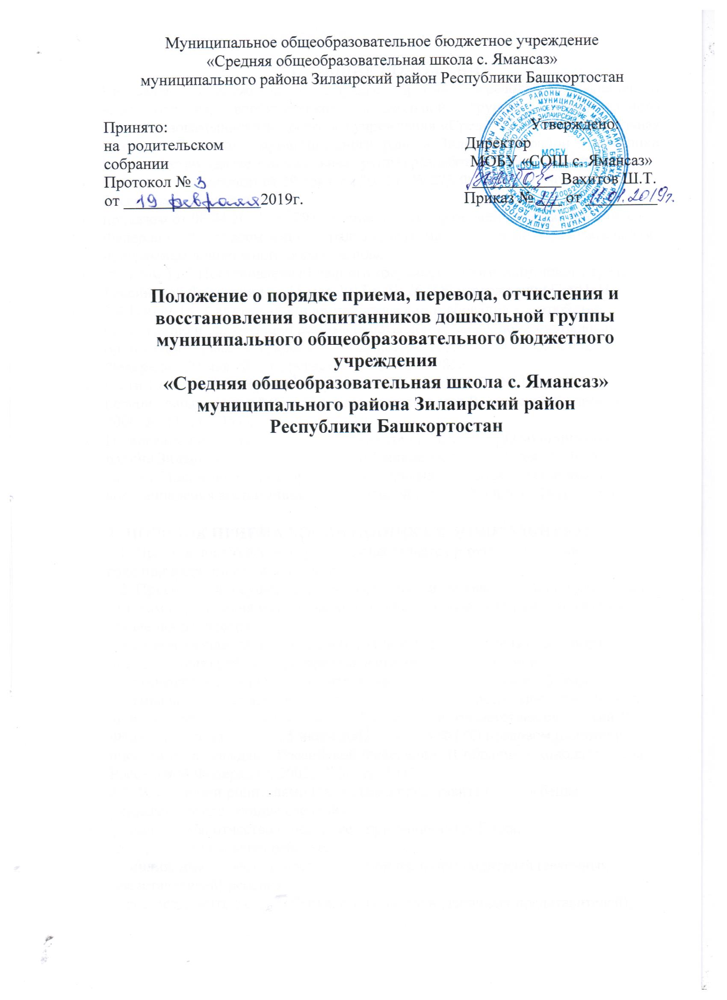 Муниципальное общеобразовательное бюджетное учреждение
«Средняя общеобразовательная школа с. Ямансаз»
муниципального района Зилаирский район Республики Башкортостан
Принято:
на родительском
собрании
Протокол № 3
от 19 февраля 2019г.
Утверждено:
Директор
МОБУ «СОШ с. Ямансаз»
Вахитов Ш.Т.
Приказ № от .01.2019г.
МОБУ
«СОШ с. Ямансаз»
Положение о порядке приема, перевода, отчисления и
восстановления воспитанников дошкольной группы
муниципального общеобразовательного бюджетного
учреждения
«Средняя общеобразовательная школа с. Ямансаз»
муниципального района Зилаирский район
Республики Башкортостан